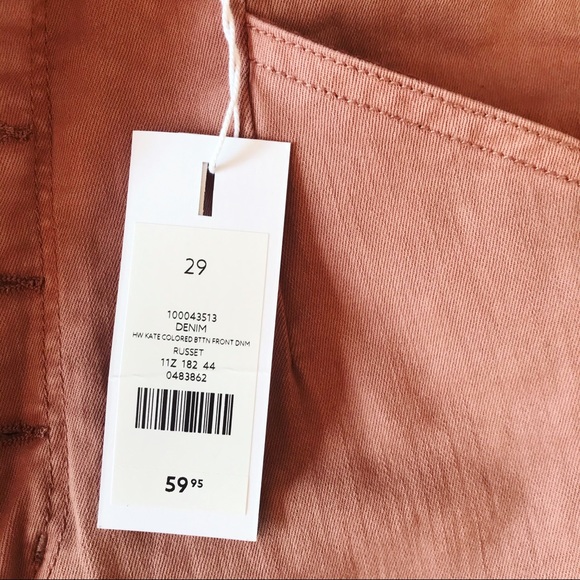 29
100043513
DENIM
HW KATE COLORED BTTN FRONT DNM
RUSSET
11Z 182 44
0483862
59 95